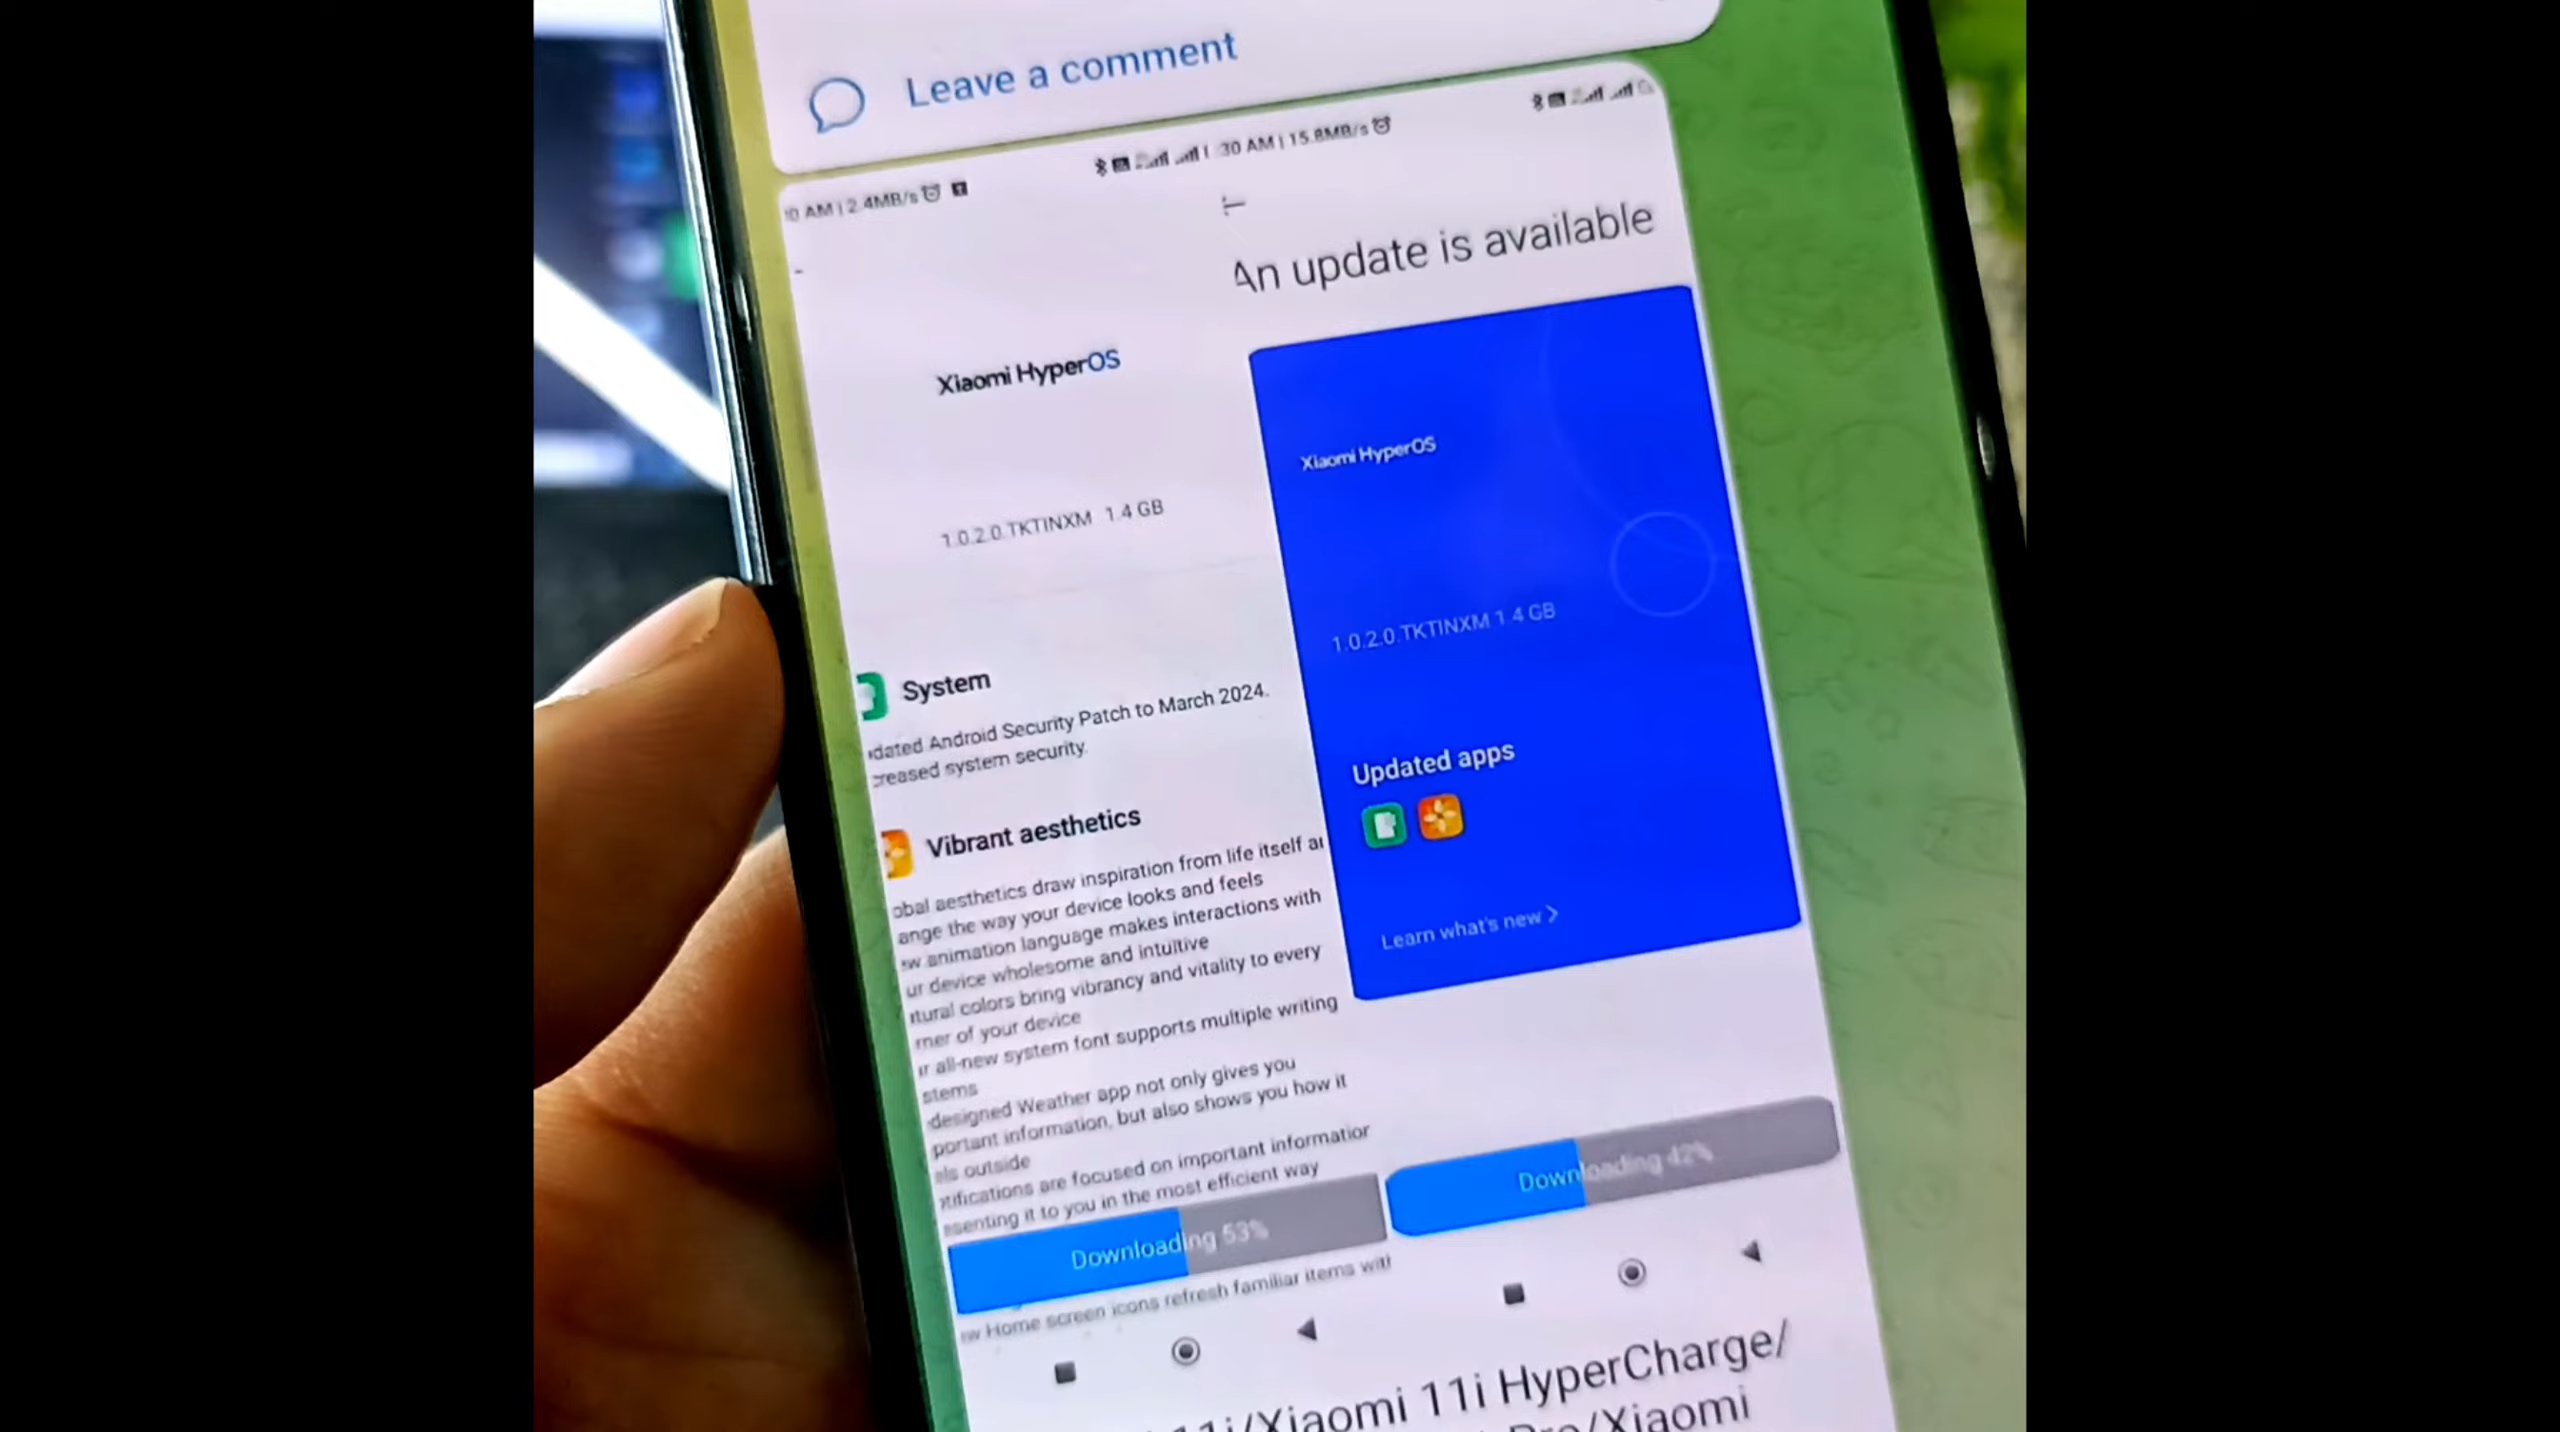 Leave a comment
AM | 2.4MB/s
30 AM | 15.8MB/s
An update is available
Xiaomi HyperOS
1.0.2.0.TKTINXM 1.4 GB
System
dated Android Security Patch to March 2024.
creased system security.
Vibrant aesthetics
obal aesthetics draw inspiration from life itself
ange the way your device looks and feels
ew animation language makes interactions with
ur device wholesome and intuitive
tural colors bring vibrancy and vitality to every
rner of your device
ir all-new system font supports multiple writing
stems
designed Weather app not only gives you
portant information, but also shows you how it
els outside
otifications are focused on important information
esenting it to you in the most efficient way
Downloading 53%
ew Home screen icons refresh familiar items with
Xiaomi HyperOS
1.0.2.0.TKTINXM 1.4 GB
Updated apps
Learn what's new >
Downloading 42%
11i/Xiaomi 11i HyperCharge/
Pro/Xiaomi